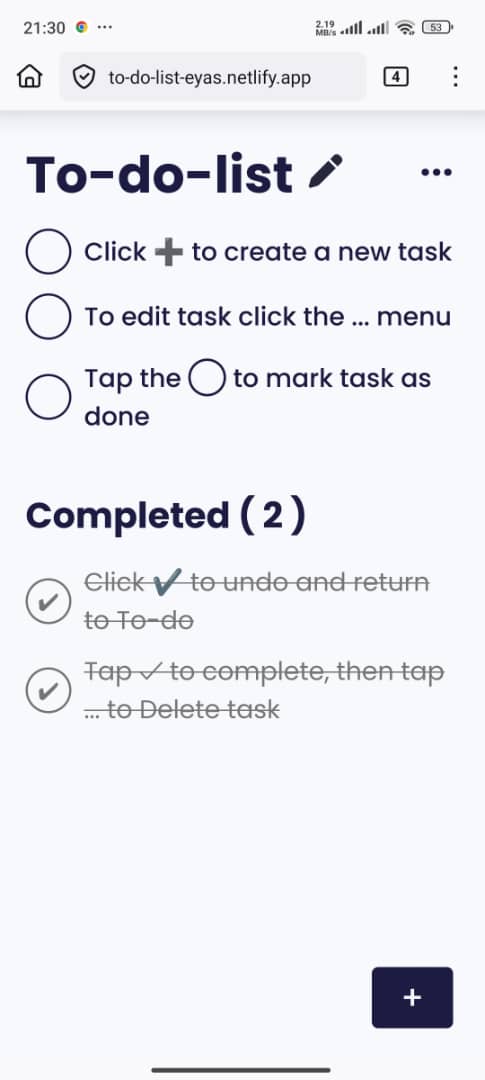 21:30 ... 2.19 MB/s 53
to-do-list-eyas.netlify.app 4
To-do-list ...
Click ➕ to create a new task
To edit task click the ... menu
Tap the ◯ to mark task as
done
Completed ( 2 )
Click ✔ to undo and return
to To-do
Tap ✓ to complete, then tap
... to Delete task
+